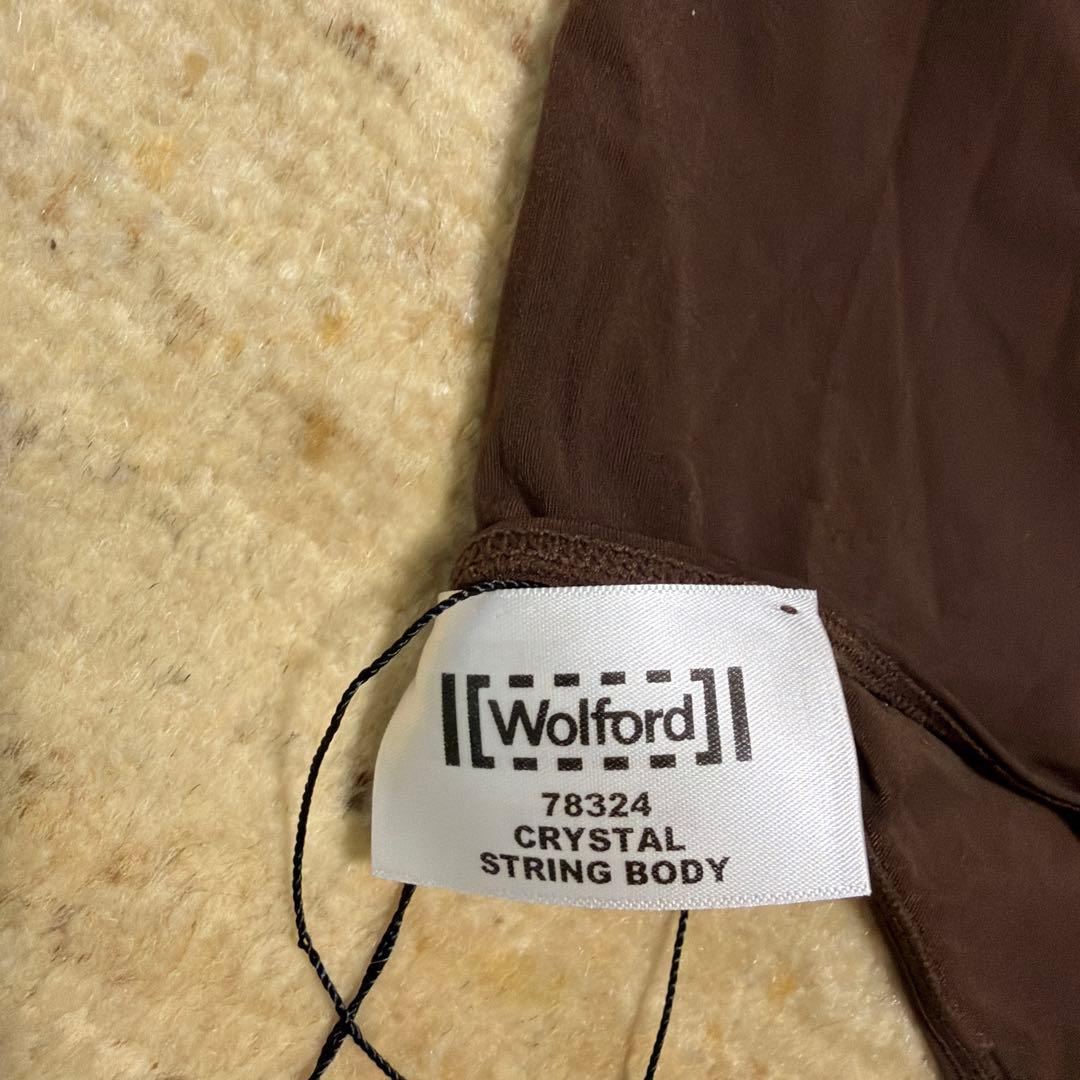 Wolford
78324
CRYSTAL
STRING BODY